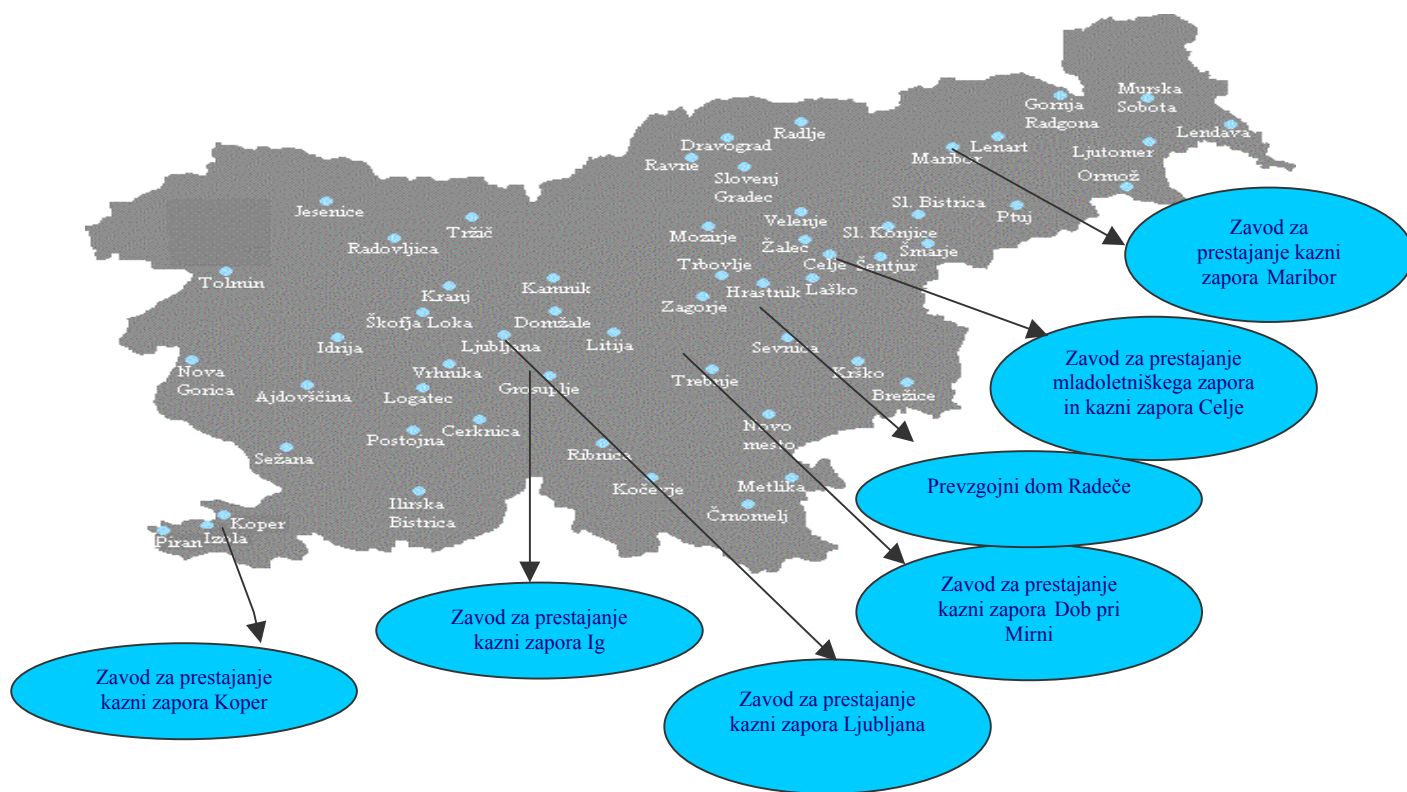 Murska
Sobota
Gornja
Radgona
Radlje
Lendava
Dravograd
Lenart
Maribor
Ljutomer
Ravne
Slovenj
Gradec
Ormož
Jesenice
Sl. Bistrica
Ptuj
Velenje
Tržič
Mozirje
Sl. Konjice
Radovljica
Žalec
Šmarje
Trbovlje
Celje
Šentjur
Tolmin
Kamnik
Hrastnik
Laško
Kranj
Zagorje
Škofja Loka
Domžale
Idrija
Ljubljana
Litija
Sevnica
Nova
Gorica
Vrhnika
Trebnje
Krško
Ajdovščina
Logatec
Grosuplje
Brežice
Postojna
Cerknica
Novo
mesto
Sežana
Ribnica
Kočevje
Metlika
Ilirska
Bistrica
Črnomelj
Koper
Izola
Piran
Zavod za
prestajanje kazni
zapora Maribor
Zavod za prestajanje
mladoletniškega zapora
in kazni zapora Celje
Prevzgojni dom Radeče
Zavod za prestajanje
kazni zapora Dob pri
Mirni
Zavod za prestajanje
kazni zapora Ig
Zavod za prestajanje
kazni zapora Koper
Zavod za prestajanje
kazni zapora Ljubljana